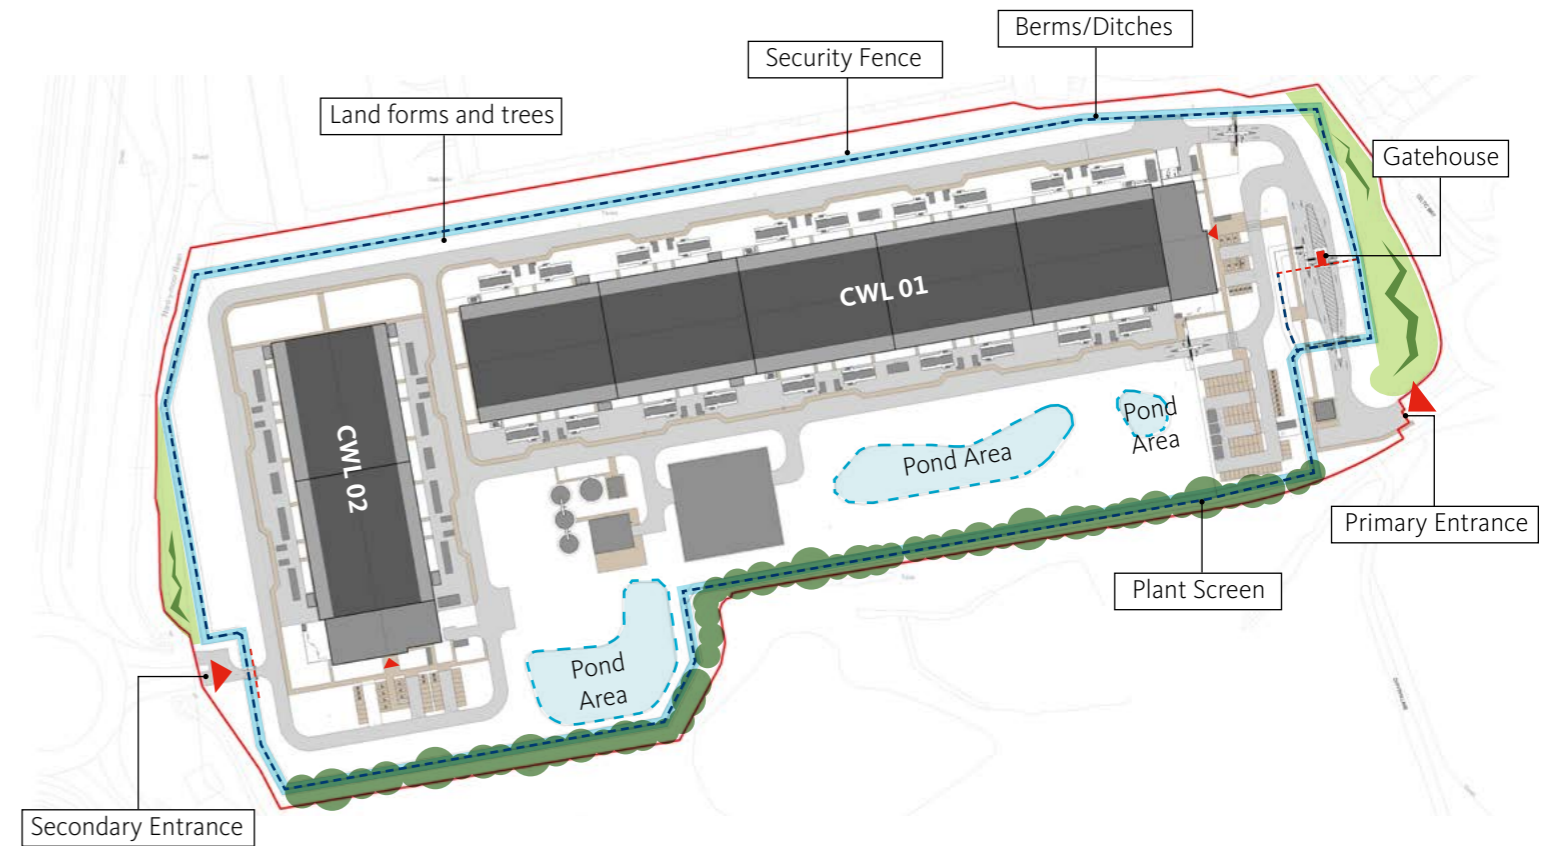 Berms/Ditches
Security Fence
Land forms and trees
Gatehouse
CWL 01
CWL 02
Pond
Area
Pond Area
Primary Entrance
Plant Screen
Pond
Area
Secondary Entrance